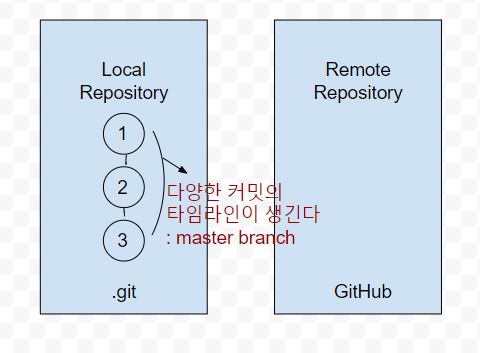 Local
Repository
1
2
3
다양한 커밋의
타임라인이 생긴다
: master branch
.git
Remote
Repository
GitHub